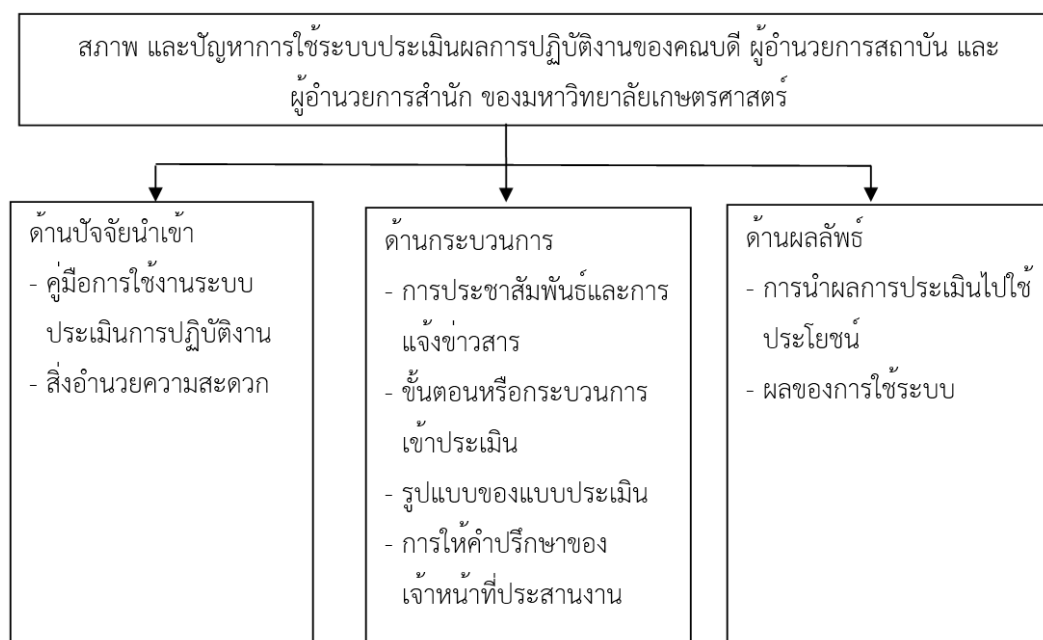 สภาพ และปัญหาการใช้ระบบประเมินผลการปฏิบัติงานของคณบดี ผู้อำนวยการสถาบัน และ
ผู้อำนวยการสำนัก ของมหาวิทยาลัยเกษตรศาสตร์
ด้านปัจจัยนำเข้า
- คู่มือการใช้งานระบบ
ประเมินการปฏิบัติงาน
- สิ่งอำนวยความสะดวก
ด้านกระบวนการ
- การประชาสัมพันธ์และการ
แจ้งข่าวสาร
- ขั้นตอนหรือกระบวนการ
เข้าประเมิน
- รูปแบบของแบบประเมิน
- การให้คำปรึกษาของ
เจ้าหน้าที่ประสานงาน
ด้านผลลัพธ์
- การนำผลการประเมินไปใช้
ประโยชน์
- ผลของการใช้ระบบ